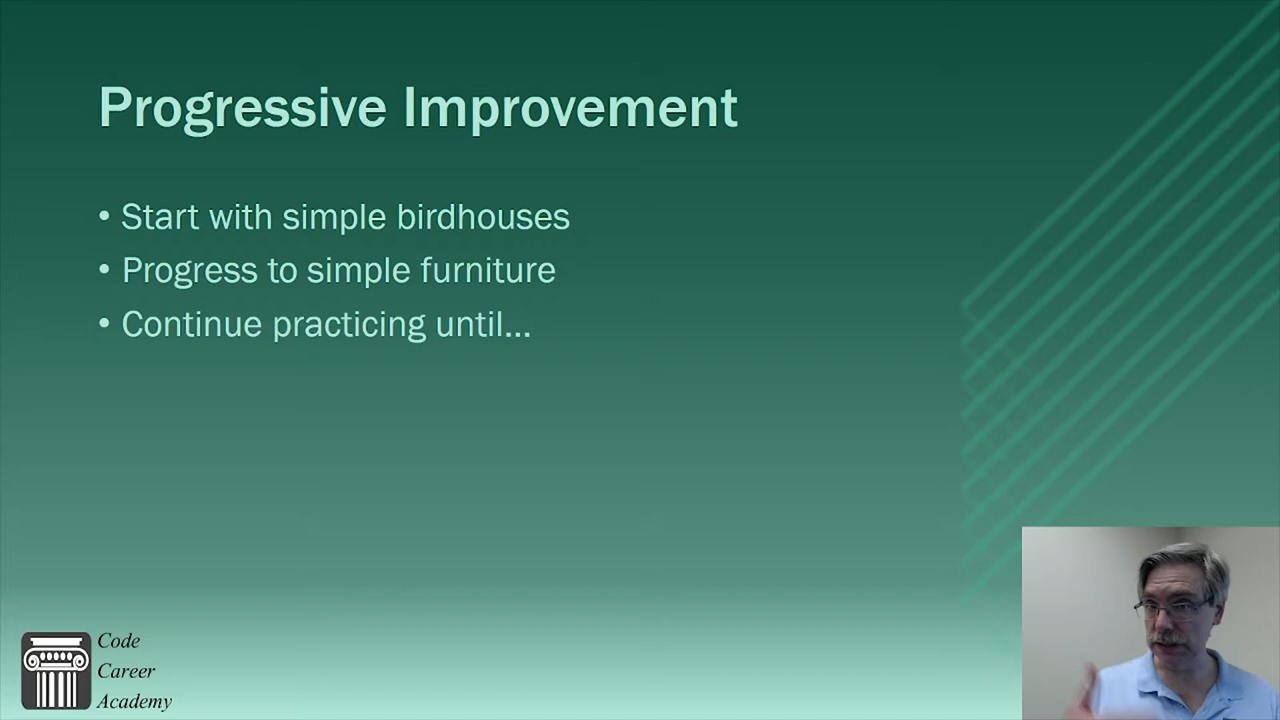 Progressive Improvement
• Start with simple birdhouses
• Progress to simple furniture
• Continue practicing until...
Code
Career
Academy